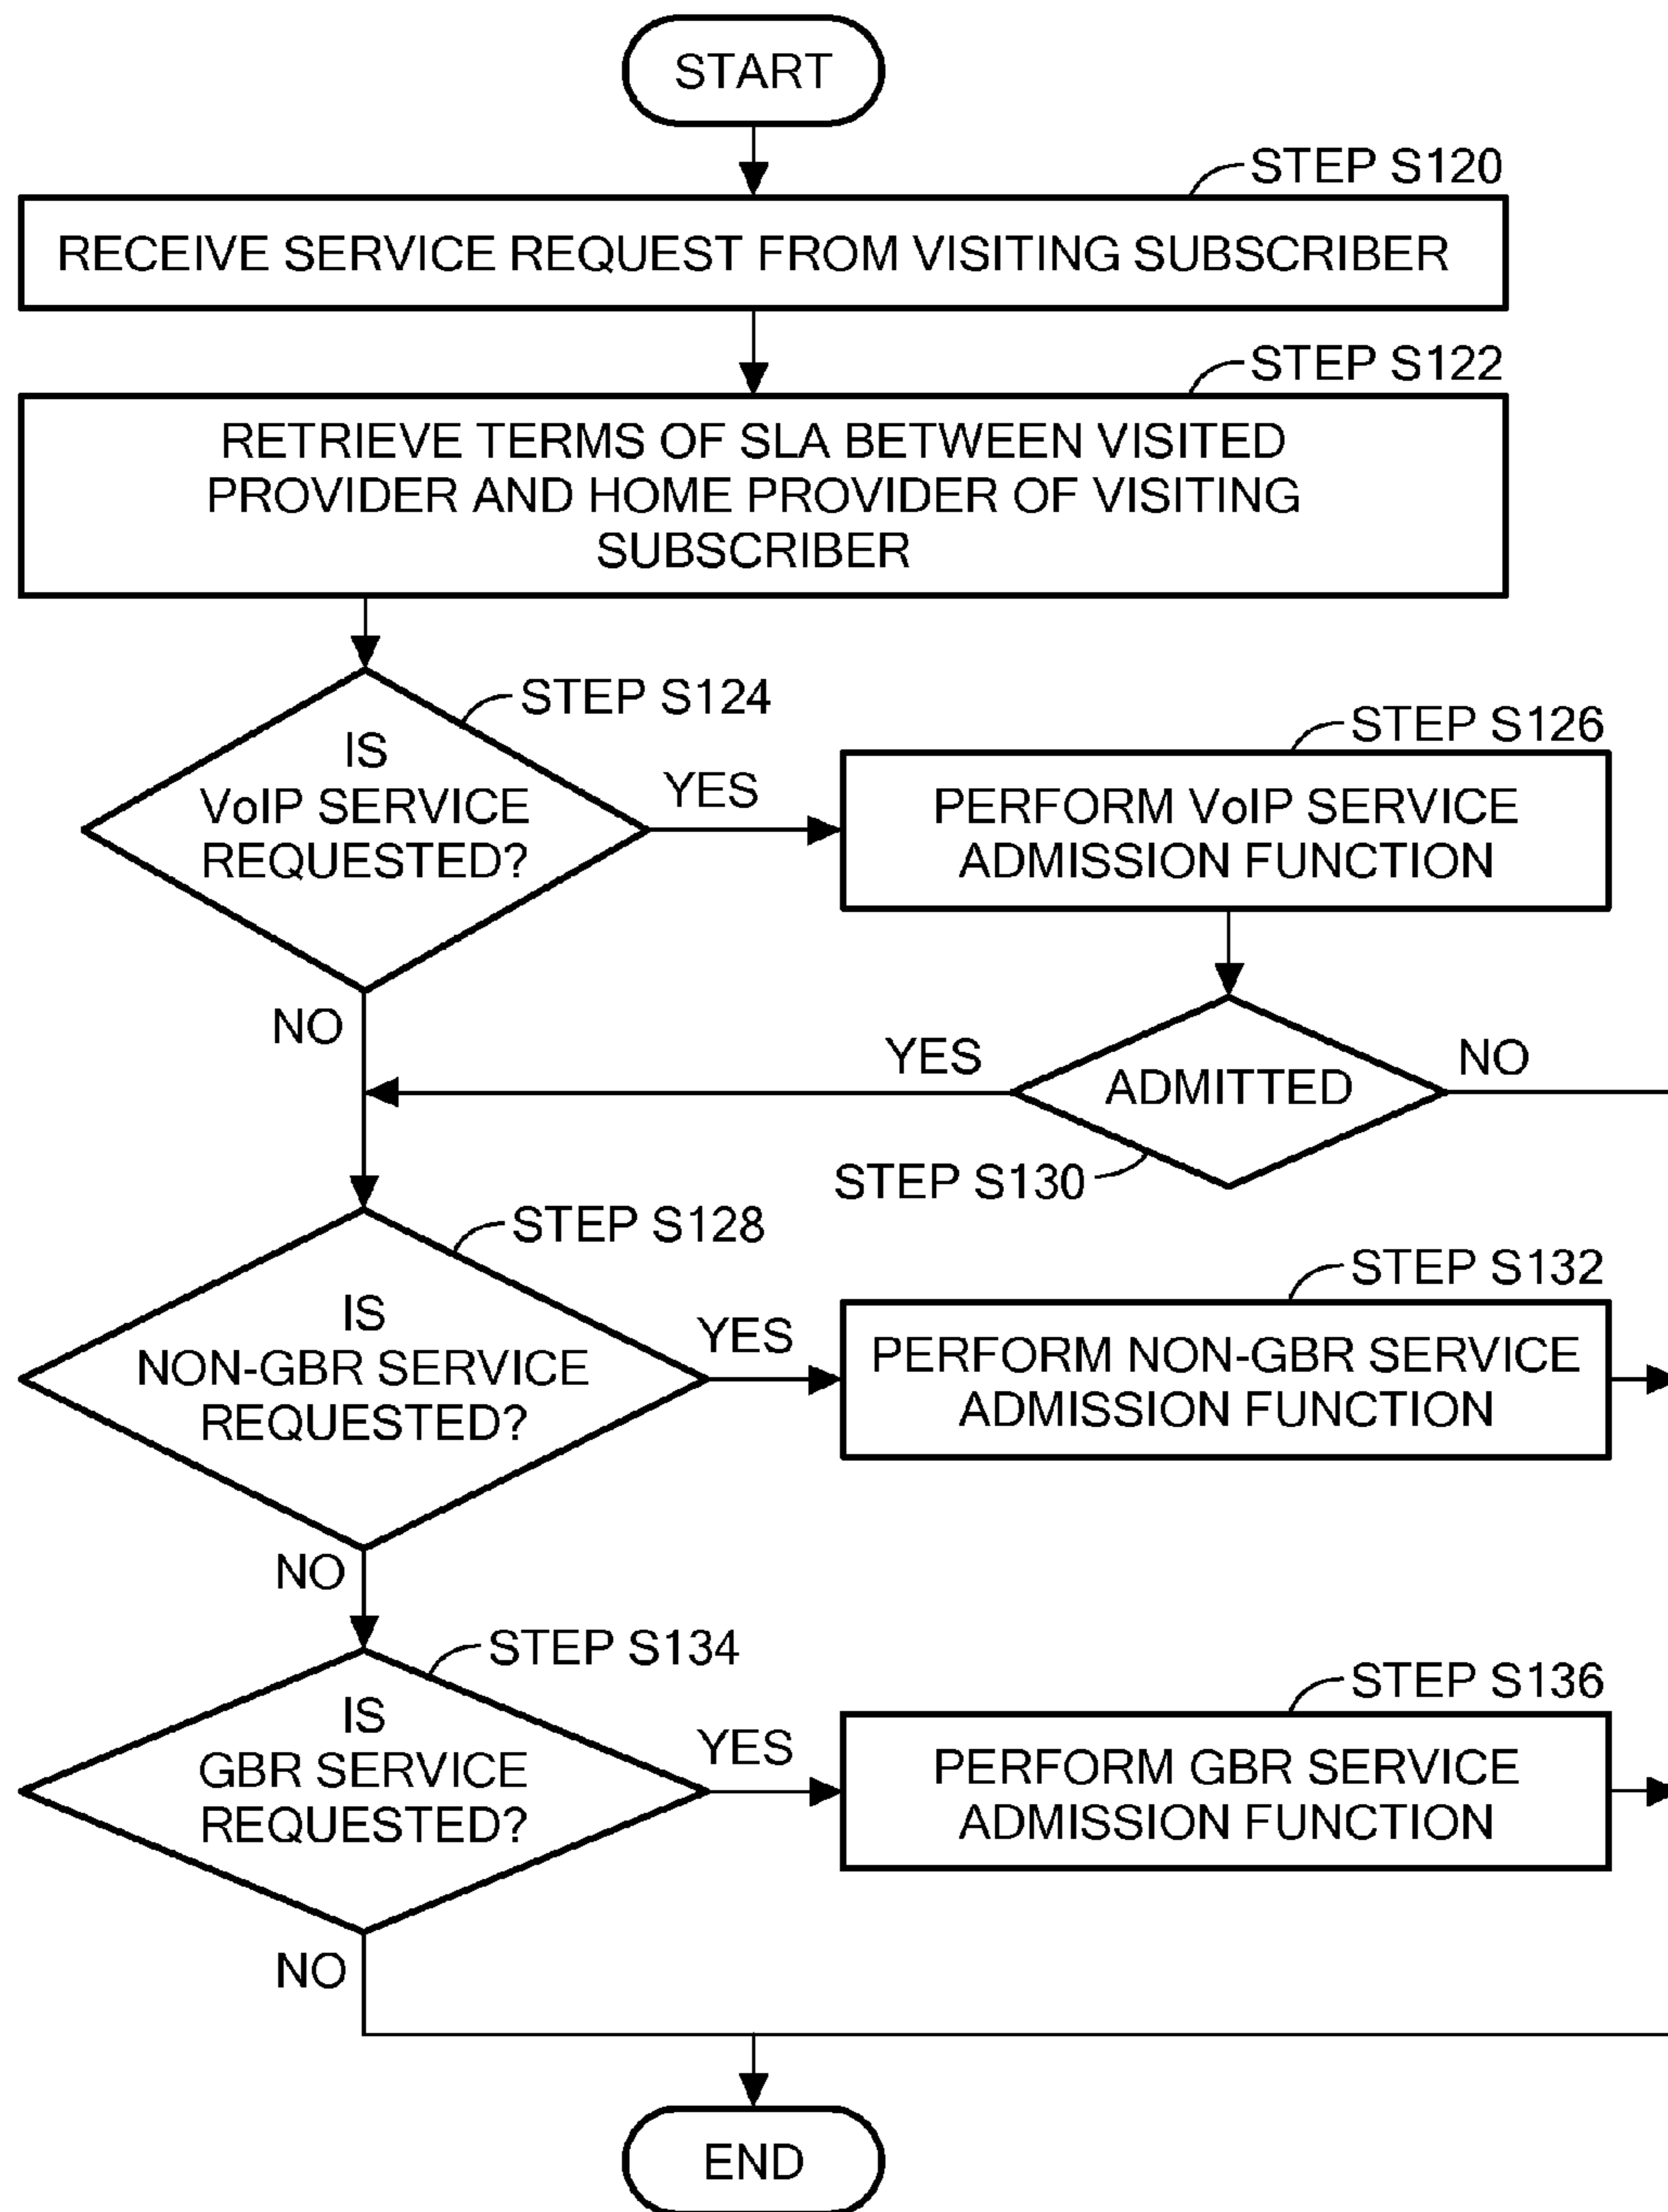 START
STEP S120
RECEIVE SERVICE REQUEST FROM VISITING SUBSCRIBER
STEP S122
RETRIEVE TERMS OF SLA BETWEEN VISITED
PROVIDER AND HOME PROVIDER OF VISITING
SUBSCRIBER
STEP S124
IS
VoIP SERVICE
REQUESTED?
YES
NO
STEP S126
PERFORM VoIP SERVICE
ADMISSION FUNCTION
YES
ADMITTED
NO
STEP S130
STEP S128
IS
NON-GBR SERVICE
REQUESTED?
YES
NO
STEP S132
PERFORM NON-GBR SERVICE
ADMISSION FUNCTION
STEP S134
IS
GBR SERVICE
REQUESTED?
YES
NO
STEP S136
PERFORM GBR SERVICE
ADMISSION FUNCTION
END